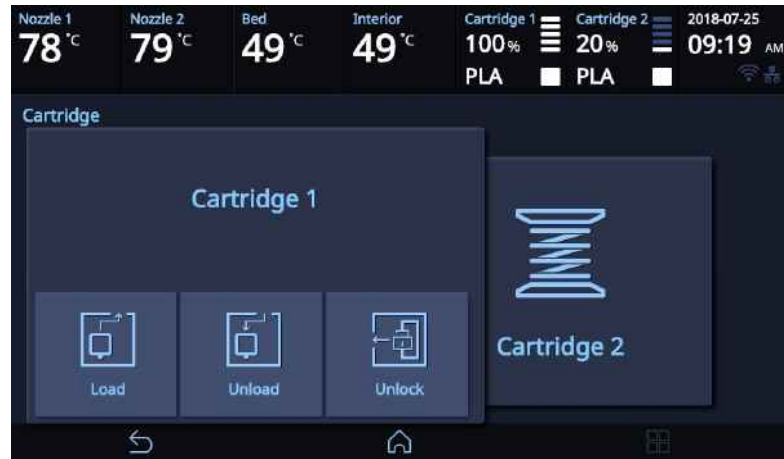 Nozzle 1 Nozzle 2 Bed Interior Cartridge 1 Cartridge 2 2018-07-25
78 °C 79 °C 49 °C 49 °C 100 % 20 % 09:19 AM
PLA PLA
Cartridge
Cartridge 1
Cartridge 2
Load Unload Unlock